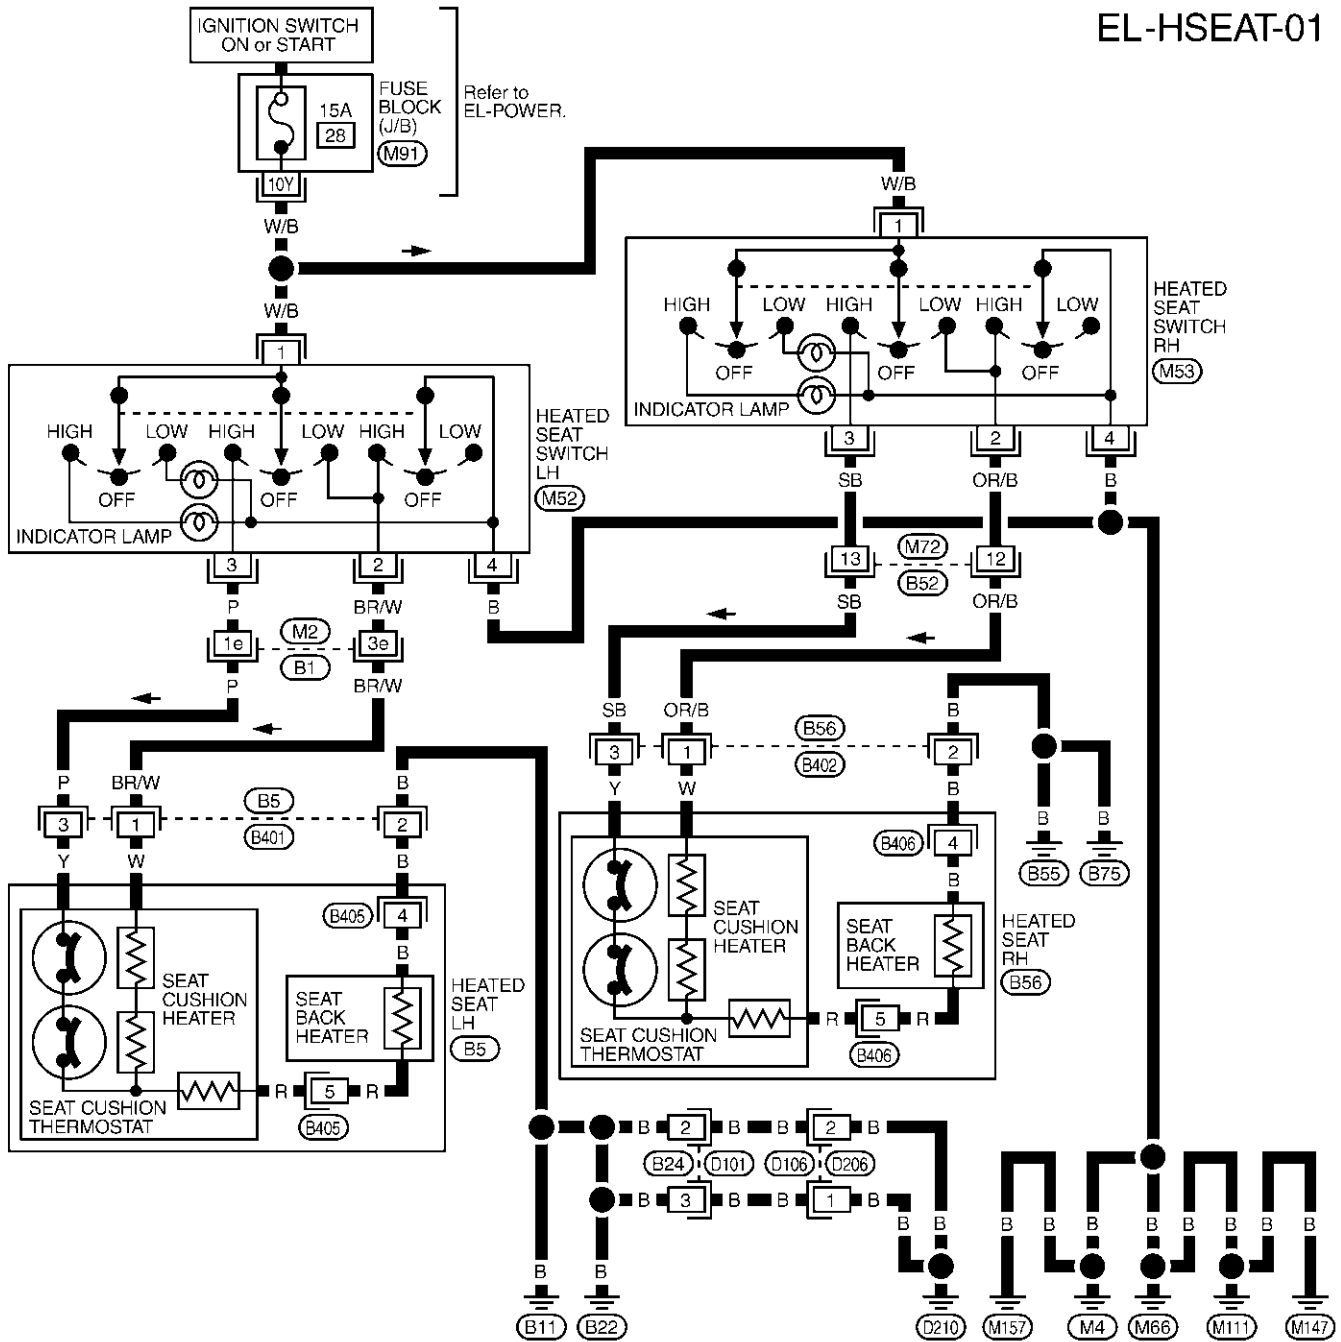 EL-HSEAT-01
IGNITION SWITCH
ON or START
FUSE
BLOCK
(J/B)
M91
15A
28
Refer to
EL-POWER.
10Y
W/B
W/B
1
W/B
1
HIGH
LOW
HIGH
LOW
HIGH
LOW
OFF
OFF
OFF
INDICATOR LAMP
HEATED
SEAT
SWITCH
RH
M53
3
2
4
SB
OR/B
B
HIGH
LOW
HIGH
LOW
HIGH
LOW
OFF
OFF
OFF
INDICATOR LAMP
HEATED
SEAT
SWITCH
LH
M52
3
2
4
P
BR/W
B
13
M72
12
B52
SB
OR/B
1e
M2
3e
B1
P
BR/W
SB
OR/B
B
3
1
B56
2
B402
Y
W
B
P
BR/W
B
3
1
B5
2
B401
Y
W
B
B
B
B55
B75
B406
4
B
SEAT
CUSHION
HEATER
SEAT
BACK
HEATER
HEATED
SEAT
RH
B56
SEAT CUSHION
THERMOSTAT
R
5
R
B406
B405
4
B
SEAT
CUSHION
HEATER
SEAT
BACK
HEATER
HEATED
SEAT
LH
B5
SEAT CUSHION
THERMOSTAT
R
5
R
B405
B
2
B
B
2
B
B24
D101
D106
D206
B
3
B
B
1
B
B
B
B
B
B
B
B
B
B
B
B
B
B11
B22
D210
M157
M4
M66
M111
M147